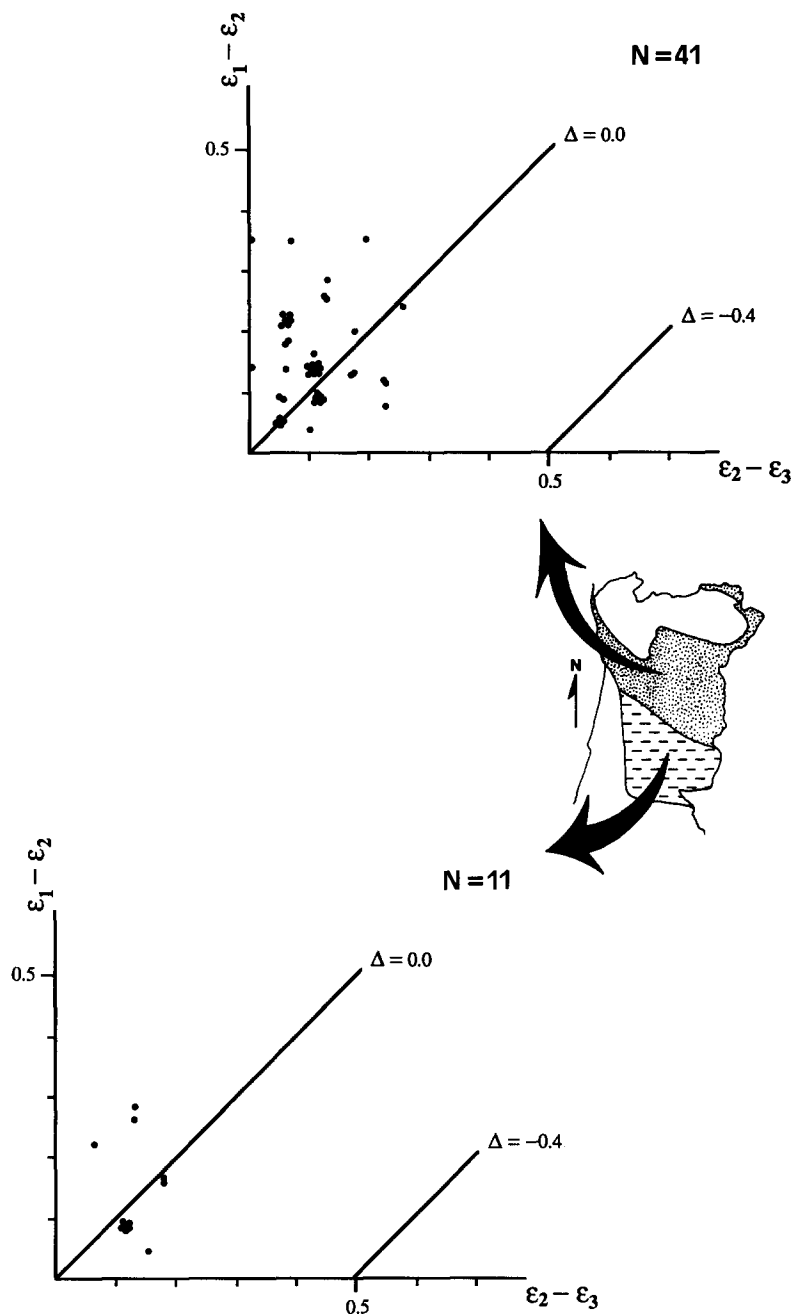 ε₁ − ε₂
N = 41
0.5
Δ = 0.0
Δ = −0.4
0.5
ε₂ − ε₃
N
ε₁ − ε₂
N = 11
0.5
Δ = 0.0
Δ = −0.4
0.5
ε₂ − ε₃